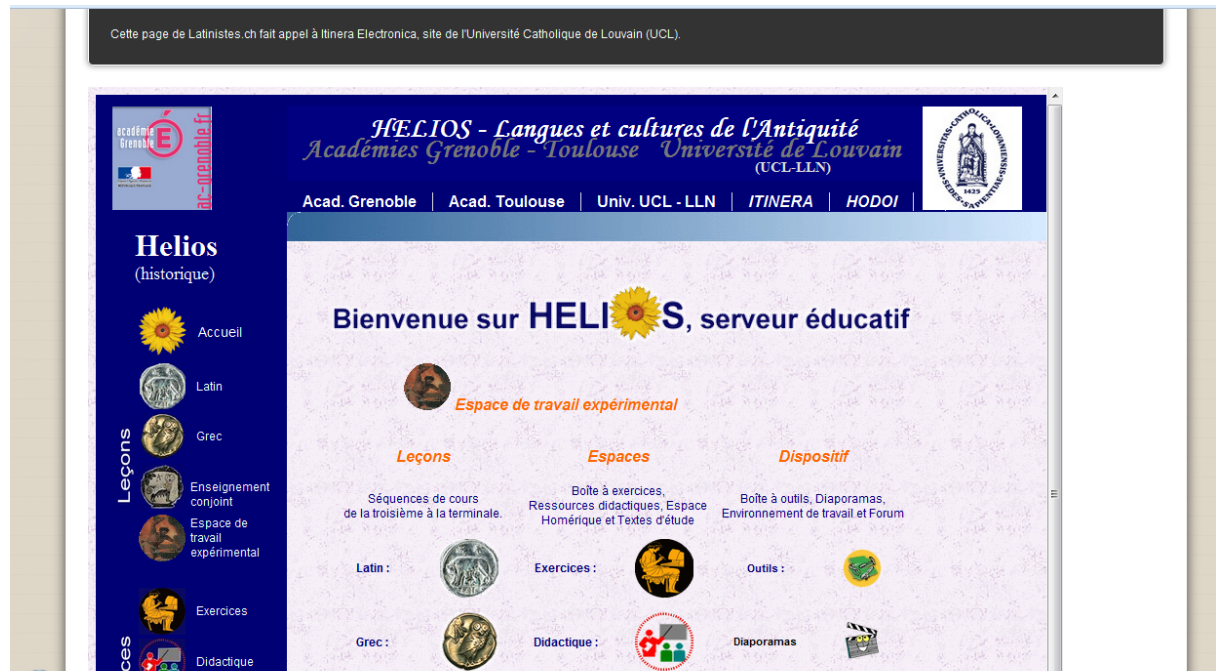 Cette page de Latinistes.ch fait appel à Itinera Electronica, site de l'Université Catholique de Louvain (UCL).
académie
Grenoble
É
ac-grenoble.fr
HELIOS - Langues et cultures de l'Antiquité
Académies Grenoble - Toulouse Université de Louvain
(UCL-LLN)
1425
Acad. Grenoble | Acad. Toulouse | Univ. UCL - LLN | ITINERA | HODOI |
Helios
(historique)
Accueil
Latin
Grec
Enseignement
conjoint
Espace de
travail
expérimental
Leçons
Exercices
Didactique
ces
Bienvenue sur HELIOS, serveur éducatif
Espace de travail expérimental
Leçons
Séquences de cours
de la troisième à la terminale.
Latin :
Grec :
Espaces
Boîte à exercices,
Ressources didactiques, Espace
Homérique et Textes d'étude
Exercices :
Didactique :
Dispositif
Boîte à outils, Diaporamas,
Environnement de travail et Forum
Outils :
Diaporamas